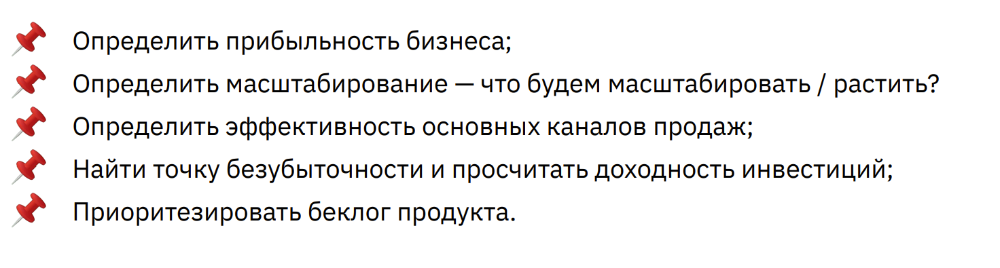 Определить прибыльность бизнеса;
Определить масштабирование — что будем масштабировать / растить?
Определить эффективность основных каналов продаж;
Найти точку безубыточности и просчитать доходность инвестиций;
Приоритезировать беклог продукта.